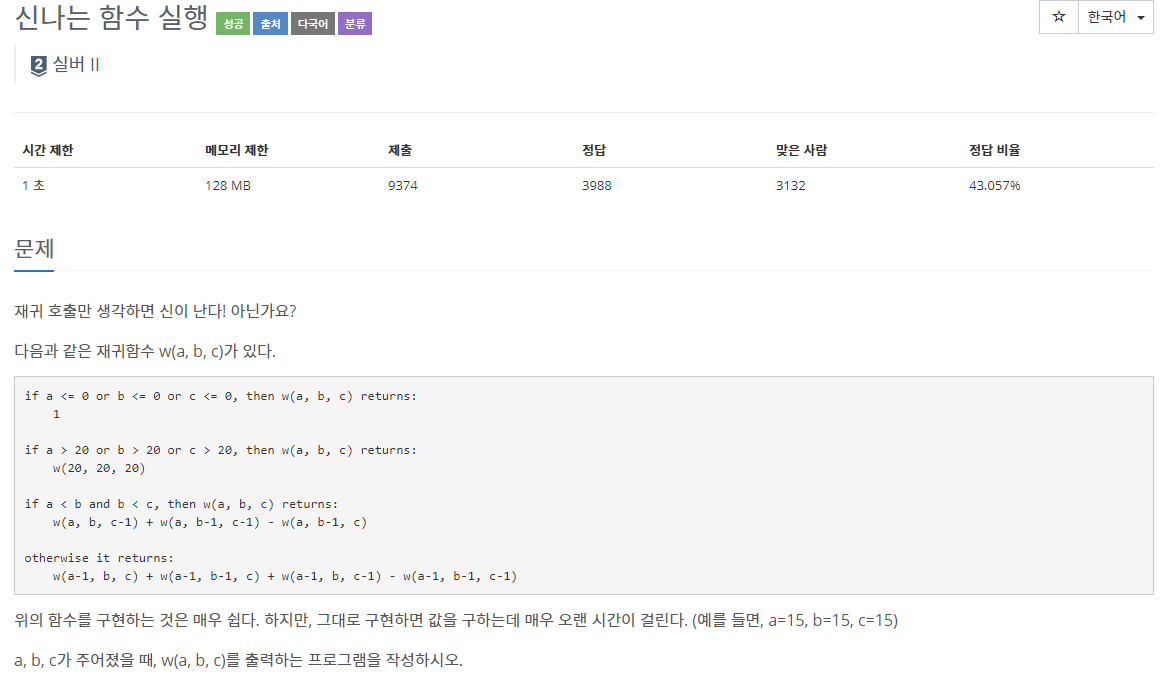 신나는 함수 실행 성공 출처 다국어 분류
☆ 한국어
2 실버 II
시간 제한 메모리 제한 제출 정답 맞은 사람 정답 비율
1 초 128 MB 9374 3988 3132 43.057%
문제
재귀 호출만 생각하면 신이 난다! 아닌가요?
다음과 같은 재귀함수 w(a, b, c)가 있다.
if a <= 0 or b <= 0 or c <= 0, then w(a, b, c) returns:
    1
if a > 20 or b > 20 or c > 20, then w(a, b, c) returns:
    w(20, 20, 20)
if a < b and b < c, then w(a, b, c) returns:
    w(a, b, c-1) + w(a, b-1, c-1) - w(a, b-1, c)
otherwise it returns:
    w(a-1, b, c) + w(a-1, b-1, c) + w(a-1, b, c-1) - w(a-1, b-1, c-1)
위의 함수를 구현하는 것은 매우 쉽다. 하지만, 그대로 구현하면 값을 구하는데 매우 오랜 시간이 걸린다. (예를 들면, a=15, b=15, c=15)
a, b, c가 주어졌을 때, w(a, b, c)를 출력하는 프로그램을 작성하시오.